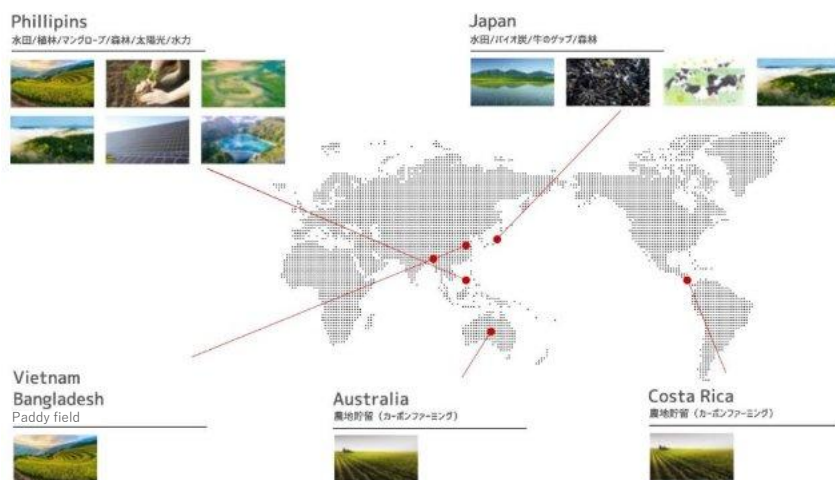 Phillipins
水田/植林/マングローブ/森林/太陽光/水力
Japan
水田/バイオ炭/牛のゲップ/森林
Vietnam
Bangladesh
Paddy field
Australia
農地貯留（カーボンファーミング）
Costa Rica
農地貯留（カーボンファーミング）